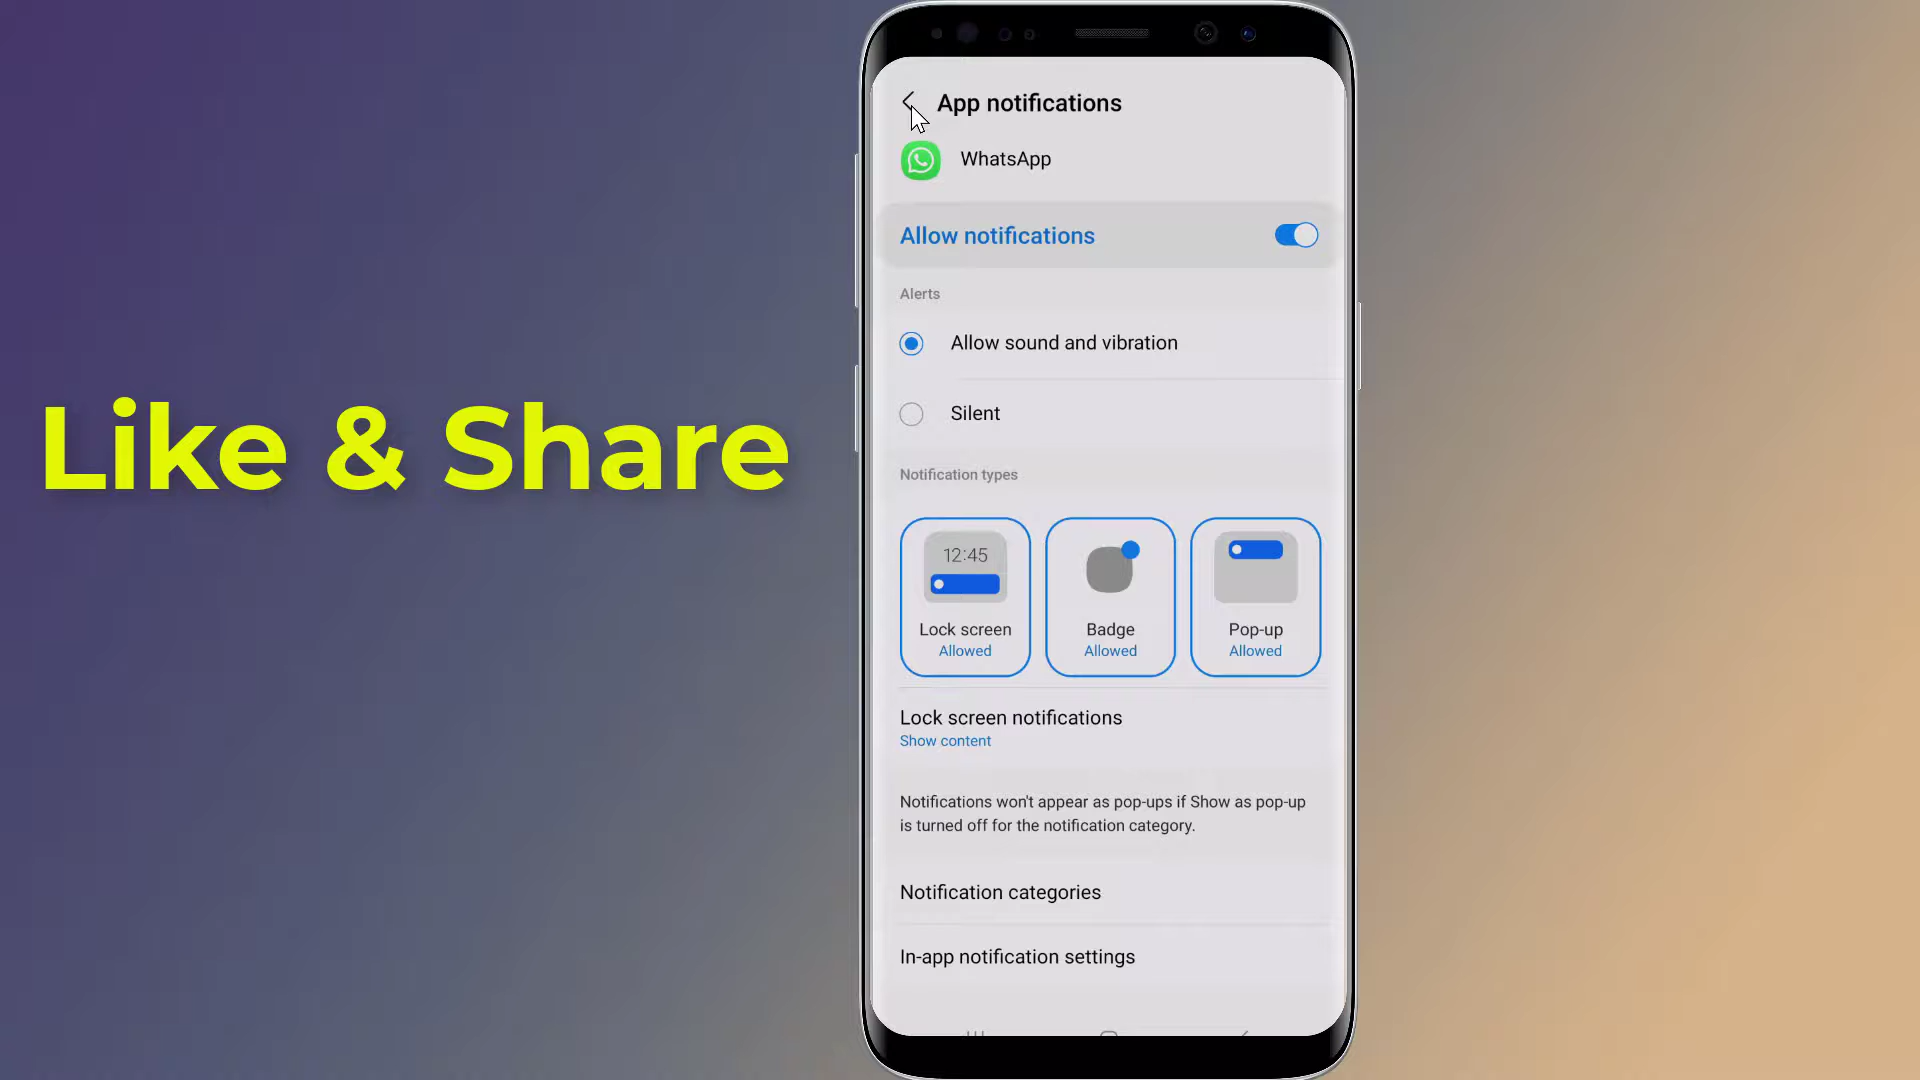 Like & Share
App notifications
WhatsApp
Allow notifications
Alerts
Allow sound and vibration
Silent
Notification types
12:45
Lock screen
Allowed
Badge
Allowed
Pop-up
Allowed
Lock screen notifications
Show content
Notifications won't appear as pop-ups if Show as pop-up
is turned off for the notification category.
Notification categories
In-app notification settings